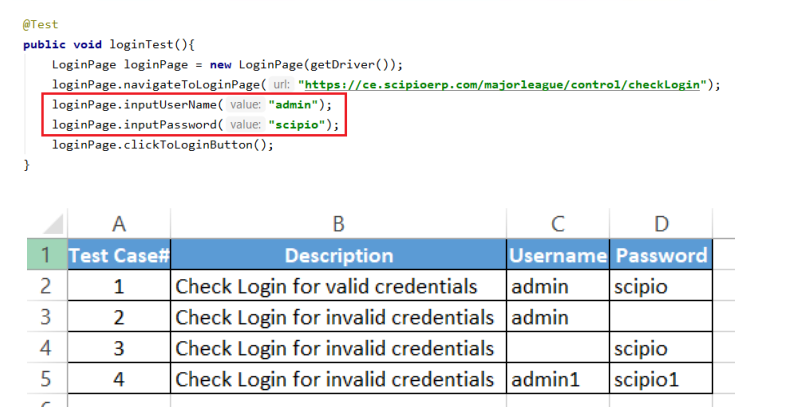 @Test
public void loginTest(){
LoginPage loginPage = new LoginPage(getDriver());
loginPage.navigateToLoginPage( url: "https://ce.scipioerp.com/majorleague/control/checkLogin");
loginPage.inputUserName( value: "admin");
loginPage.inputPassword( value: "scipio");
loginPage.clickToLoginButton();
}
A B C D
1 Test Case# Description Username Password
2 1 Check Login for valid credentials admin scipio
3 2 Check Login for invalid credentials admin
4 3 Check Login for invalid credentials scipio
5 4 Check Login for invalid credentials admin1 scipio1